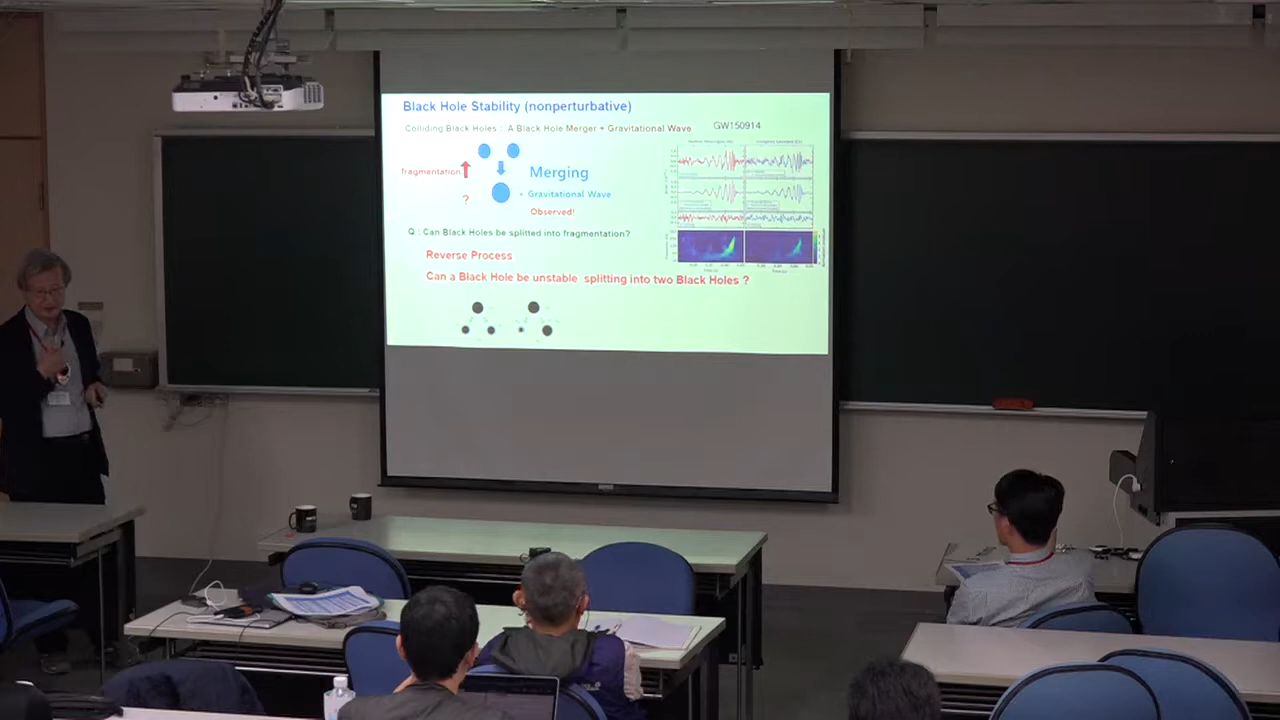 Black Hole Stability (nonperturbative)
Colliding Black Holes : A Black Hole Merger + Gravitational Wave
GW150914
fragmentation
Merging
?
+ Gravitational Wave
Observed!
Q : Can Black Holes be splitted into fragmentation?
Reverse Process
Can a Black Hole be unstable splitting into two Black Holes ?